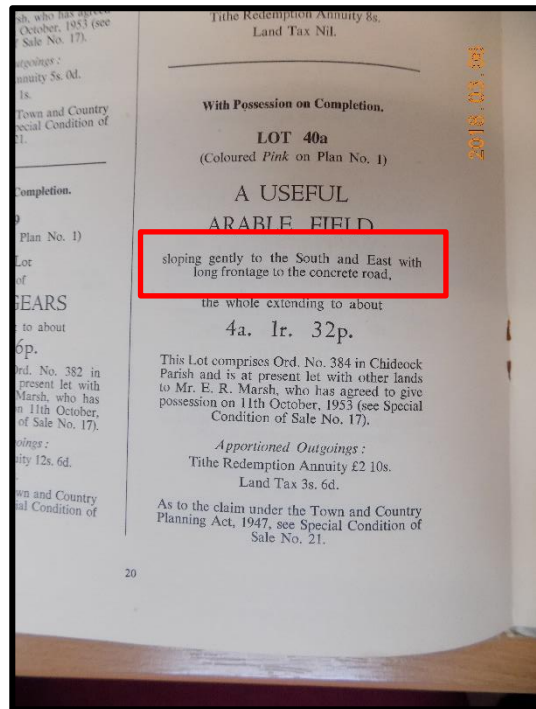 sh, who has agreed
October, 1953 (see
Sale No. 17).
outgoings :
nnuity 5s. 0d.
1s.
Town and Country
pecial Condition of
21.
Completion.
9
Plan No. 1)
Lot
of
GEARS
to about
6p.
Ord. No. 382 in
present let with
Marsh, who has
on 11th October,
of Sale No. 17).
oings :
uity 12s. 6d.
wn and Country
ial Condition of
Tithe Redemption Annuity 8s.
Land Tax Nil.
With Possession on Completion.
LOT 40a
(Coloured Pink on Plan No. 1)
A USEFUL
ARABLE FIELD
sloping gently to the South and East with
long frontage to the concrete road,
the whole extending to about
4a. 1r. 32p.
This Lot comprises Ord. No. 384 in Chideock
Parish and is at present let with other lands
to Mr. E. R. Marsh, who has agreed to give
possession on 11th October, 1953 (see Special
Condition of Sale No. 17).
Apportioned Outgoings :
Tithe Redemption Annuity £2 10s.
Land Tax 3s. 6d.
As to the claim under the Town and Country
Planning Act, 1947, see Special Condition of
Sale No. 21.
20